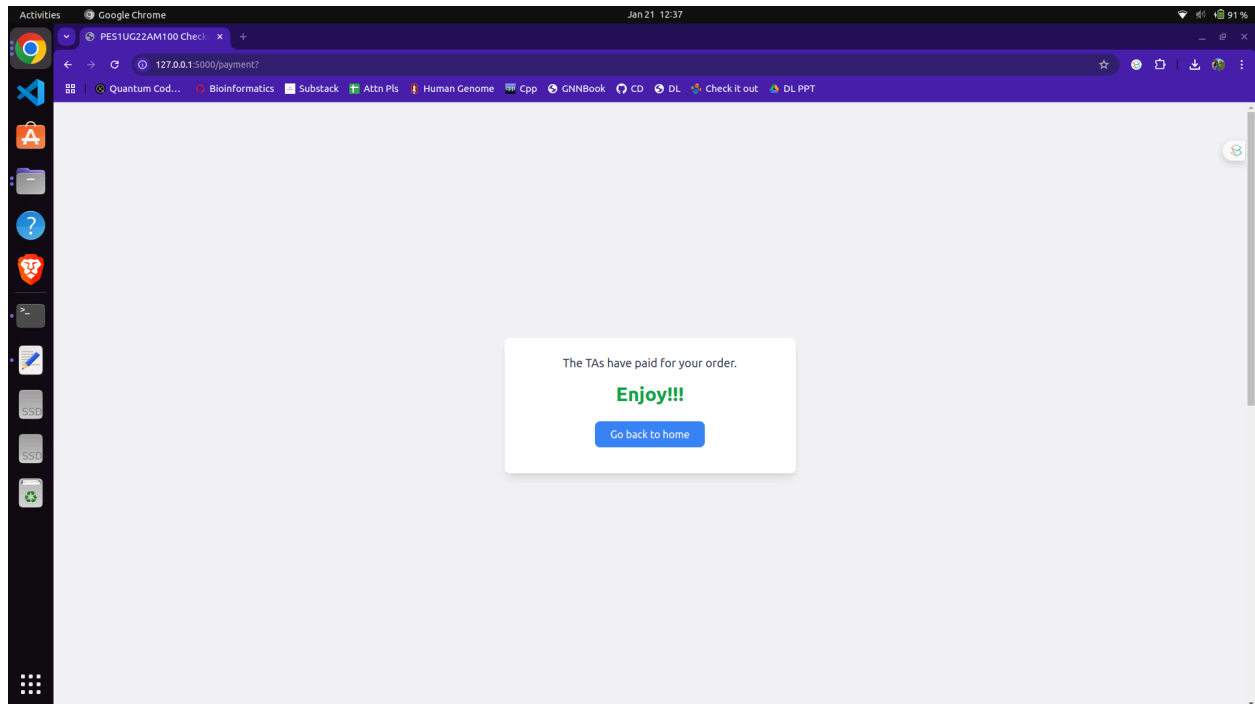 Activities Google Chrome Jan 21 12:37 91 %
PES1UG22AM100 Check
127.0.0.1:5000/payment?
Quantum Cod... Bioinformatics Substack Attn Pls Human Genome Cpp GNNBook CD DL Check it out DL PPT
The TAs have paid for your order.
Enjoy!!!
Go back to home
SSD
SSD